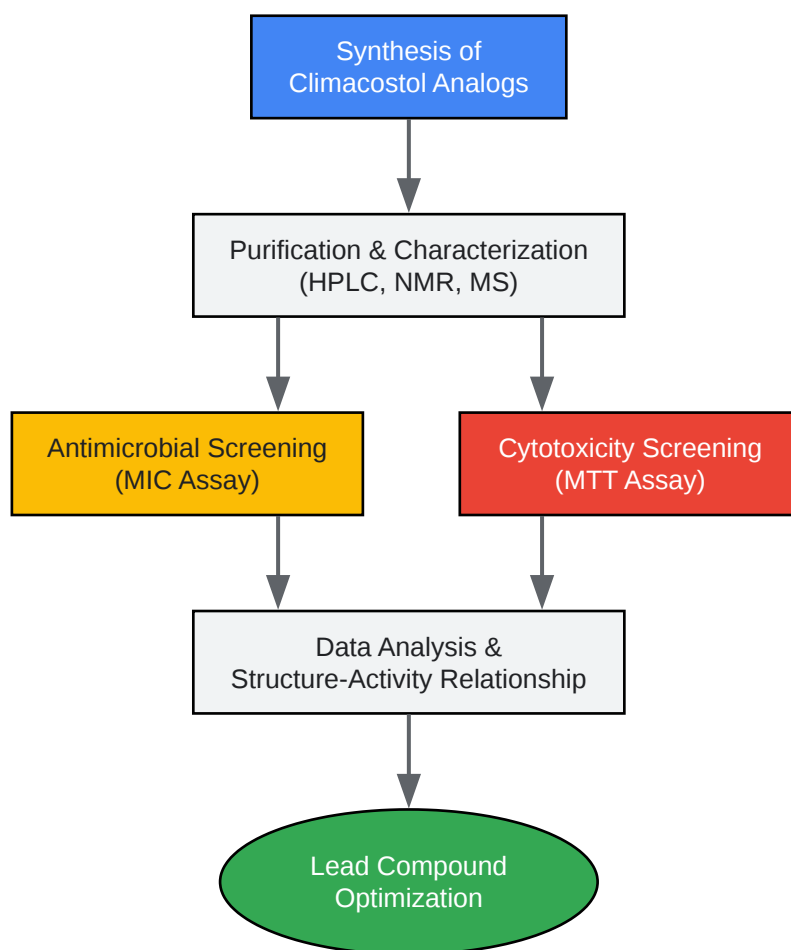 Synthesis of
Climacostol Analogs
Purification & Characterization
(HPLC, NMR, MS)
Antimicrobial Screening
(MIC Assay)
Cytotoxicity Screening
(MTT Assay)
Data Analysis &
Structure-Activity Relationship
Lead Compound
Optimization